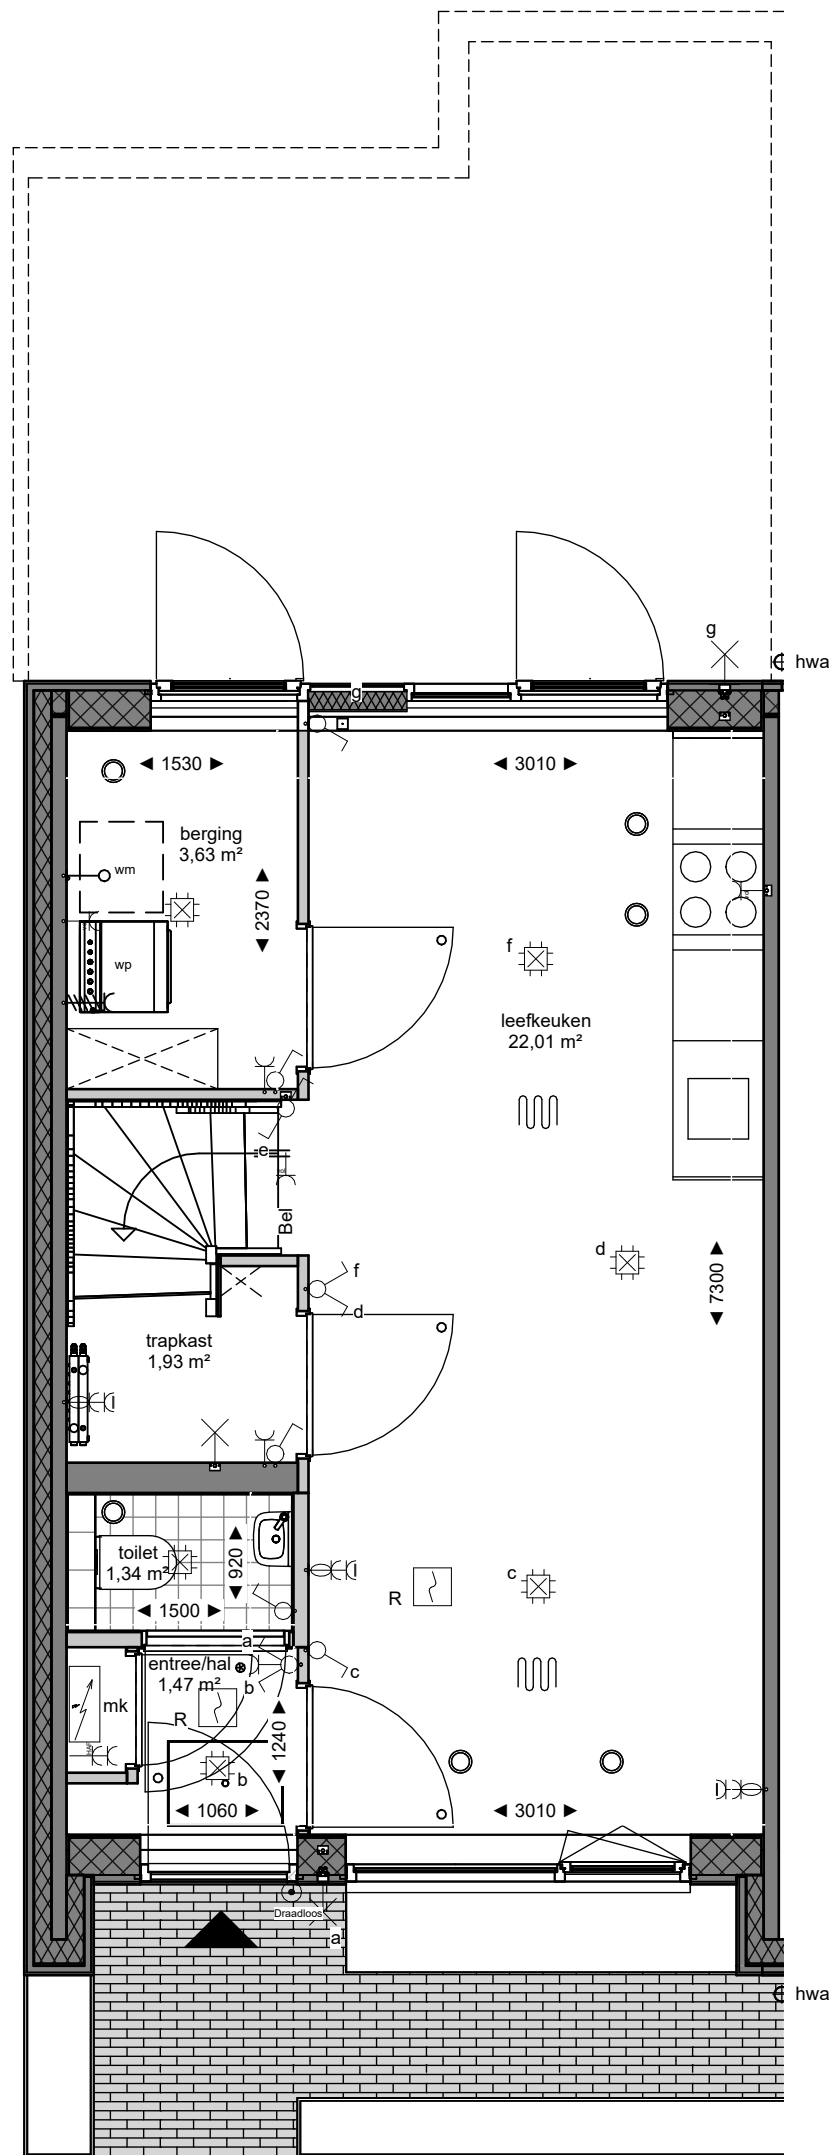 g
hwa
g
◄ 1530 ►
◄ 3010 ►
berging
3,63 m²
wm
◄ 2370 ►
wp
f
leefkeuken
22,01 m²
e
Bel
d
◄ 7300 ►
f
d
trapkast
1,93 m²
toilet
1,34 m²
◄ 920 ►
◄ 1500 ►
c
R
a
entree/hal
1,47 m²
b
c
mk
R
◄ 1240 ►
b
◄ 1060 ►
◄ 3010 ►
Draadloos
a
hwa